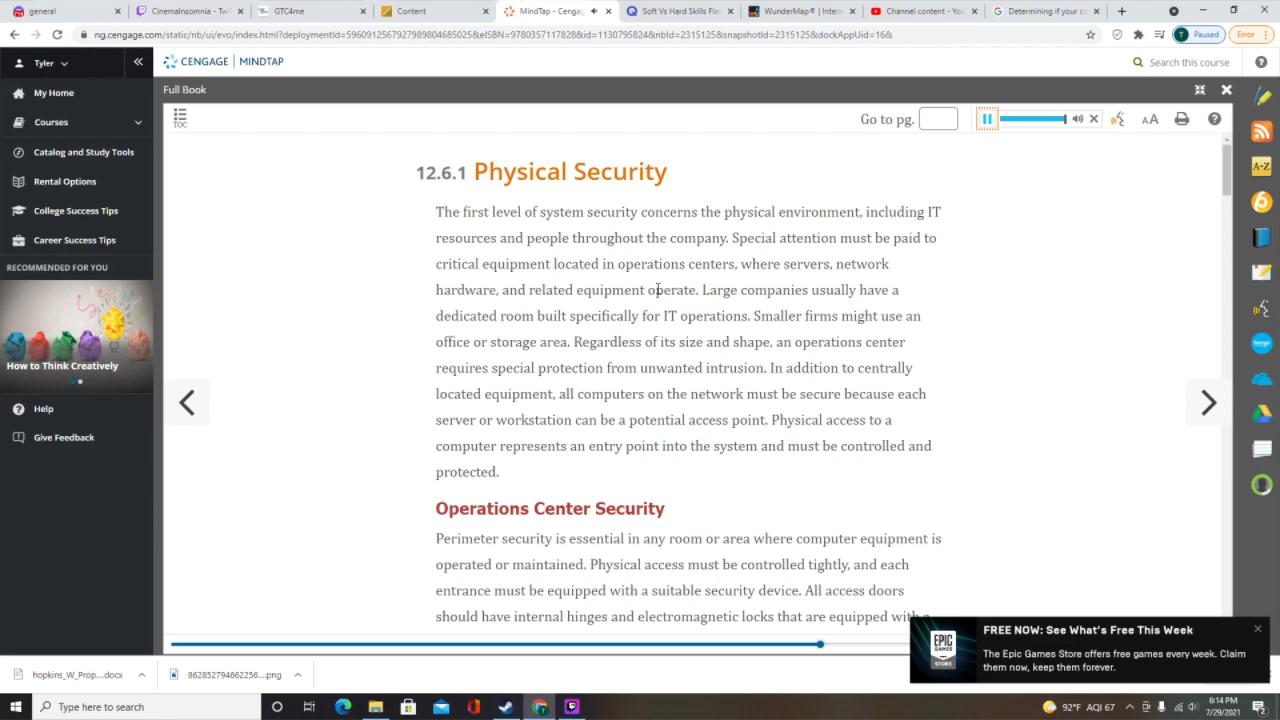 general
CinemaInsomnia - Twi
GTC4me
Content
MindTap - Cengag
Soft Vs Hard Skills Flas
WunderMap® | Inter
Channel content - You
Determining if your co
ng.cengage.com/static/nb/ui/evo/index.html?deploymentId=596091256792798980468502​5&eISBN=9780357117828&id=1130795824&nbId=2315125&snapshotId=2315125&dockAppUid=16&
T Paused
Error
Tyler
CENGAGE | MINDTAP
Search this course
Full Book
My Home
Courses
Catalog and Study Tools
Rental Options
College Success Tips
Career Success Tips
RECOMMENDED FOR YOU
How to Think Creatively
Help
Give Feedback
TOC
Go to pg.
AA
A-Z
12.6.1 Physical Security
The first level of system security concerns the physical environment, including IT
resources and people throughout the company. Special attention must be paid to
critical equipment located in operations centers, where servers, network
hardware, and related equipment operate. Large companies usually have a
dedicated room built specifically for IT operations. Smaller firms might use an
office or storage area. Regardless of its size and shape, an operations center
requires special protection from unwanted intrusion. In addition to centrally
located equipment, all computers on the network must be secure because each
server or workstation can be a potential access point. Physical access to a
computer represents an entry point into the system and must be controlled and
protected.
Operations Center Security
Perimeter security is essential in any room or area where computer equipment is
operated or maintained. Physical access must be controlled tightly, and each
entrance must be equipped with a suitable security device. All access doors
should have internal hinges and electromagnetic locks that are equipped with a
EPIC
GAMES
STORE
FREE NOW: See What's Free This Week
The Epic Games Store offers free games every week. Claim
them now, keep them forever.
hopkins_W_Prop....docx
862852794662256....png
Type here to search
92°F AQI 67
6:14 PM
7/29/2021
2